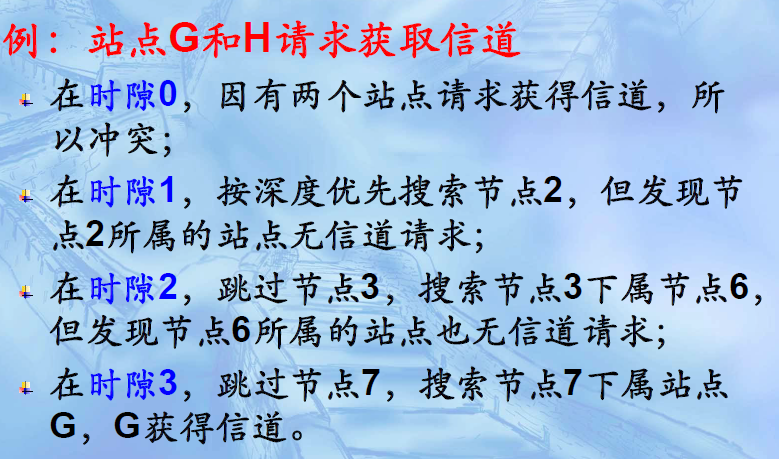 例：站点G和H请求获取信道
在时隙0，因有两个站点请求获得信道，所
以冲突；
在时隙1，按深度优先搜索节点2，但发现节
点2所属的站点无信道请求；
在时隙2，跳过节点3，搜索节点3下属节点6，
但发现节点6所属的站点也无信道请求；
在时隙3，跳过节点7，搜索节点7下属站点
G，G获得信道。